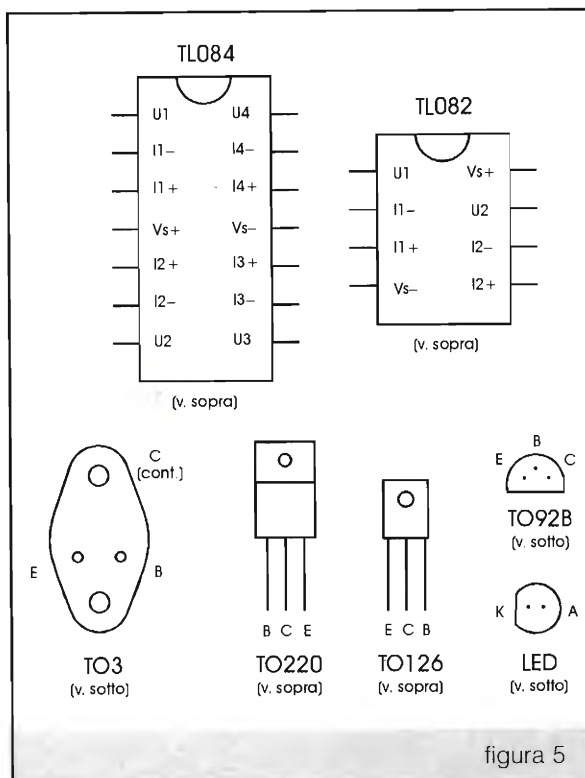 TL084
U1 U4
I1− I4−
I1+ I4+
Vs+ Vs−
I2+ I3+
I2− I3−
U2 U3
(v. sopra)
TL082
U1 Vs+
I1− U2
I1+ I2−
Vs− I2+
(v. sopra)
C
(cont.)
E B
TO3
(v. sotto)
B C E
TO220
(v. sopra)
E C B
TO126
(v. sopra)
B
E C
TO92B
(v. sotto)
K A
LED
(v. sotto)
figura 5